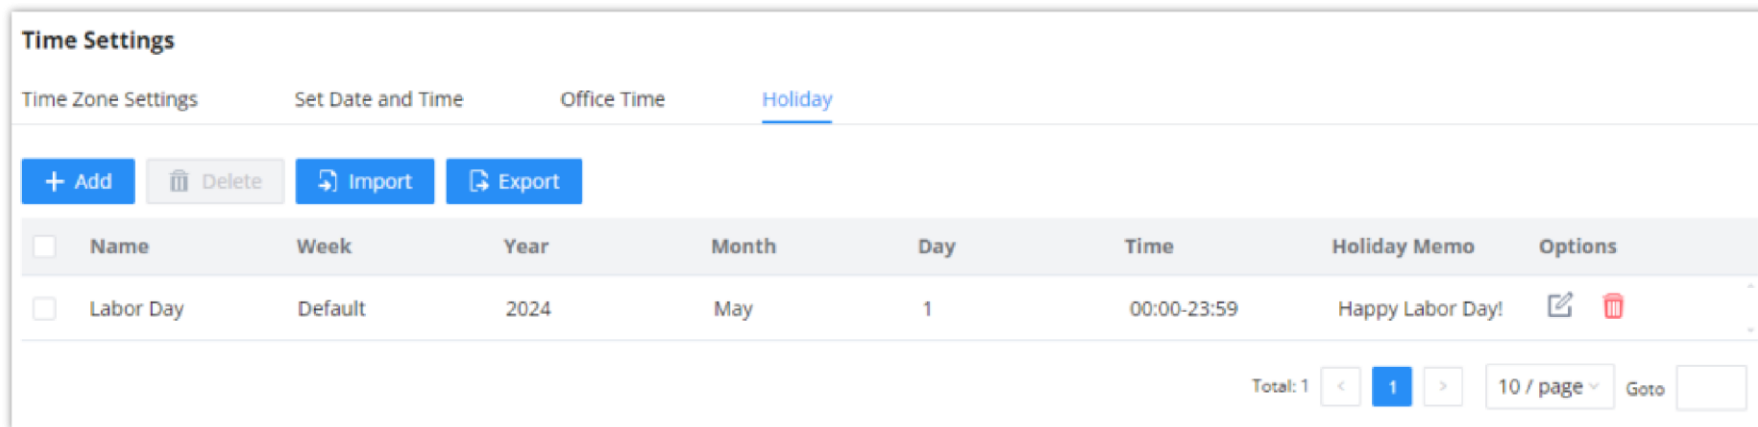 Time Settings
Time Zone Settings Set Date and Time Office Time Holiday
+ Add Delete Import Export
Name Week Year Month Day Time Holiday Memo Options
Labor Day Default 2024 May 1 00:00-23:59 Happy Labor Day!
Total: 1 < 1 > 10 / page Goto